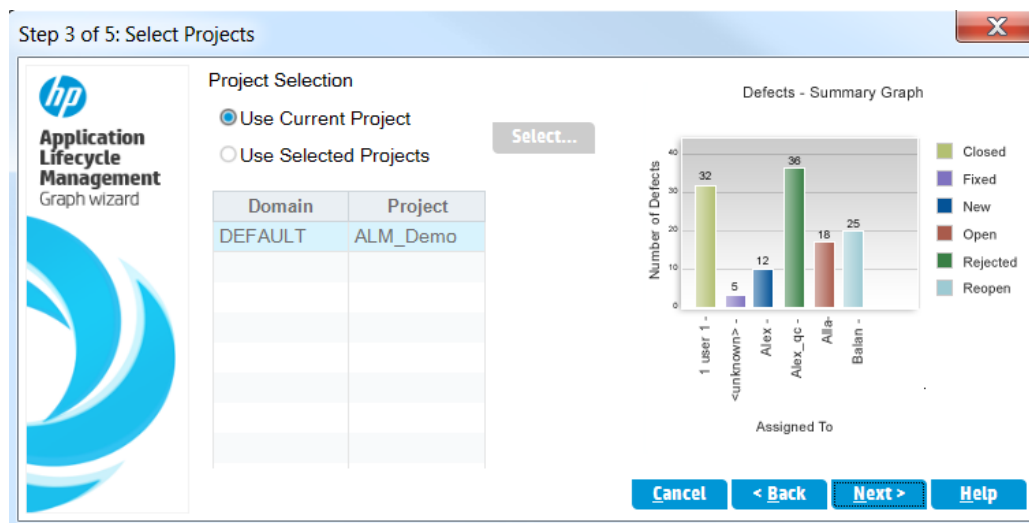 Step 3 of 5: Select Projects
X
hp
Application
Lifecycle
Management
Graph wizard
Project Selection
Use Current Project
Use Selected Projects
Select...
Domain Project
DEFAULT ALM_Demo
Defects - Summary Graph
Number of Defects
40
30
20
10
0
32
5
12
36
18
25
1 user 1 -
<unknown> -
Alex -
Alex_qc -
Alla-
Balan -
Assigned To
Closed
Fixed
New
Open
Rejected
Reopen
Cancel
< Back
Next >
Help